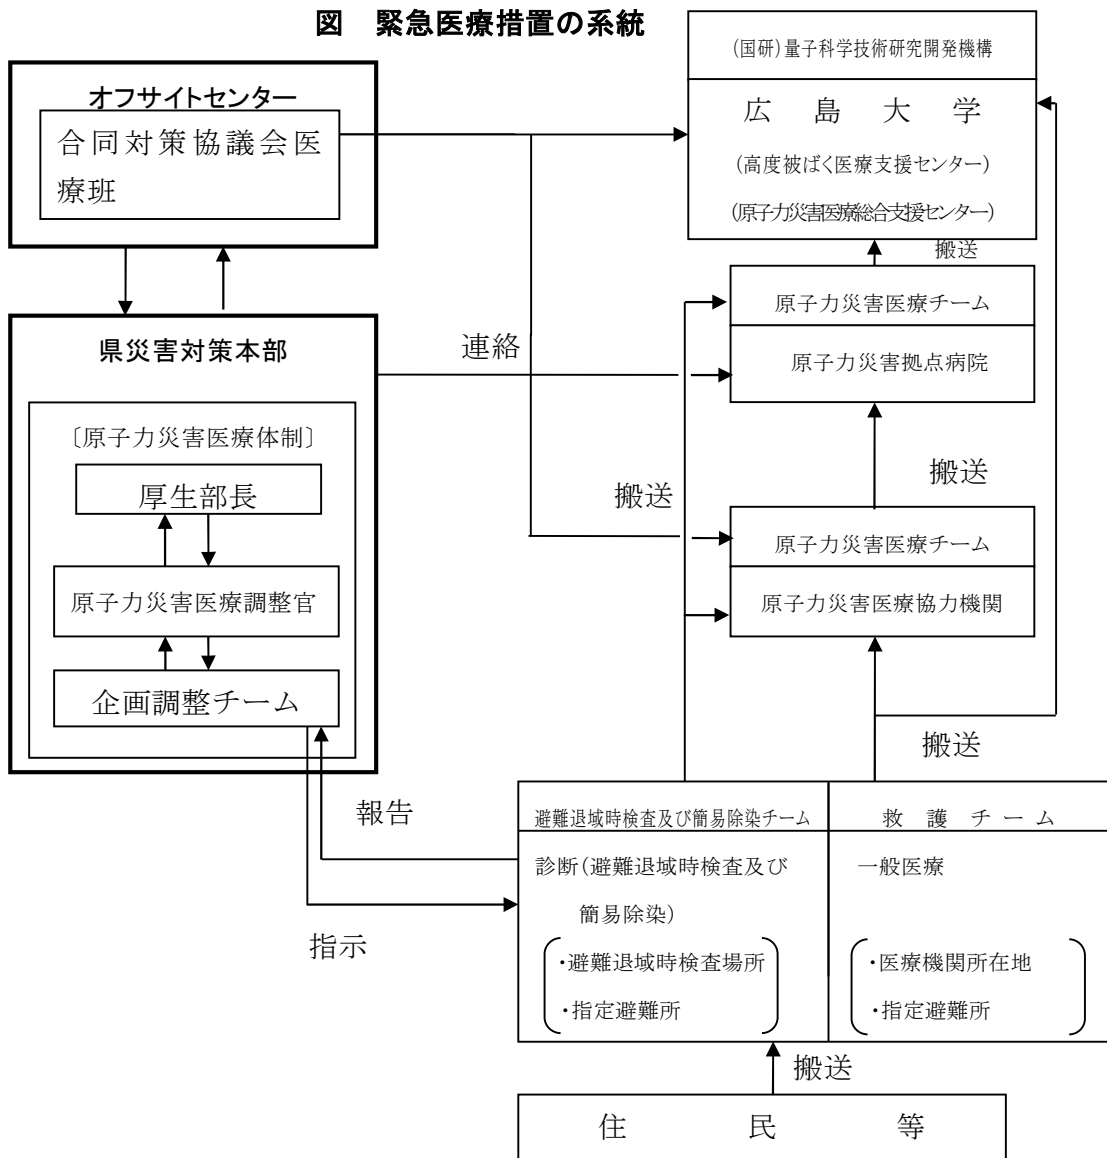 図　緊急医療措置の系統
(国研)量子科学技術研究開発機構
広島大学
(高度被ばく医療支援センター)
(原子力災害医療総合支援センター)
オフサイトセンター
合同対策協議会医
療班
搬送
原子力災害医療チーム
原子力災害拠点病院
連絡
県災害対策本部
〔原子力災害医療体制〕
厚生部長
原子力災害医療調整官
企画調整チーム
搬送
搬送
原子力災害医療チーム
原子力災害医療協力機関
搬送
報告
指示
避難退域時検査及び簡易除染チーム
診断(避難退域時検査及び
簡易除染)
・避難退域時検査場所
・指定避難所
救護チーム
一般医療
・医療機関所在地
・指定避難所
搬送
住民等